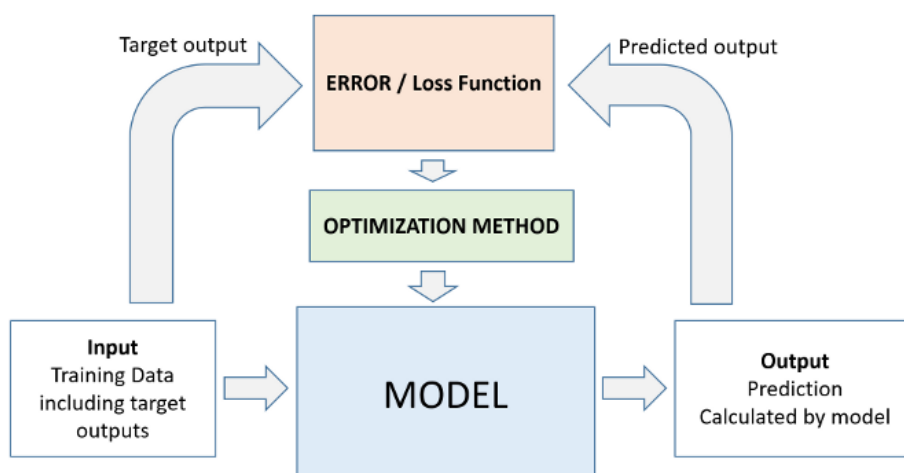 Target output
Predicted output
ERROR / Loss Function
OPTIMIZATION METHOD
Input
Training Data
including target
outputs
MODEL
Output
Prediction
Calculated by model